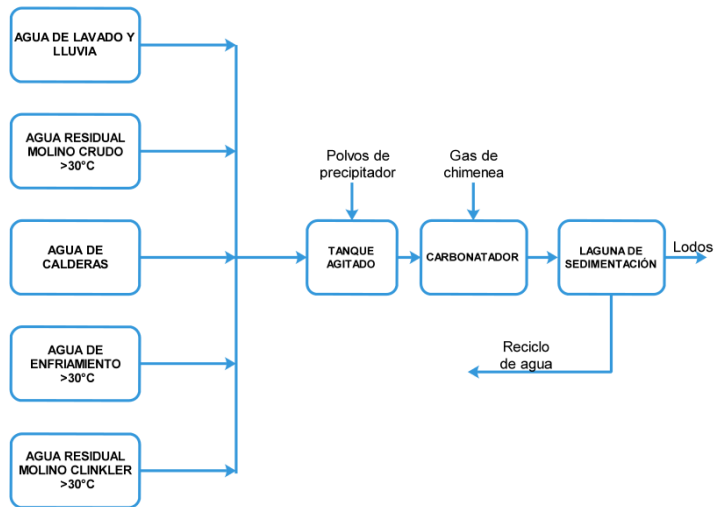 AGUA DE LAVADO Y
LLUVIA
AGUA RESIDUAL
MOLINO CRUDO
>30°C
AGUA DE
CALDERAS
AGUA DE
ENFRIAMIENTO
>30°C
AGUA RESIDUAL
MOLINO CLINKLER
>30°C
Polvos de
precipitador
Gas de
chimenea
TANQUE
AGITADO
CARBONATADOR
LAGUNA DE
SEDIMENTACIÓN
Lodos
Reciclo
de agua